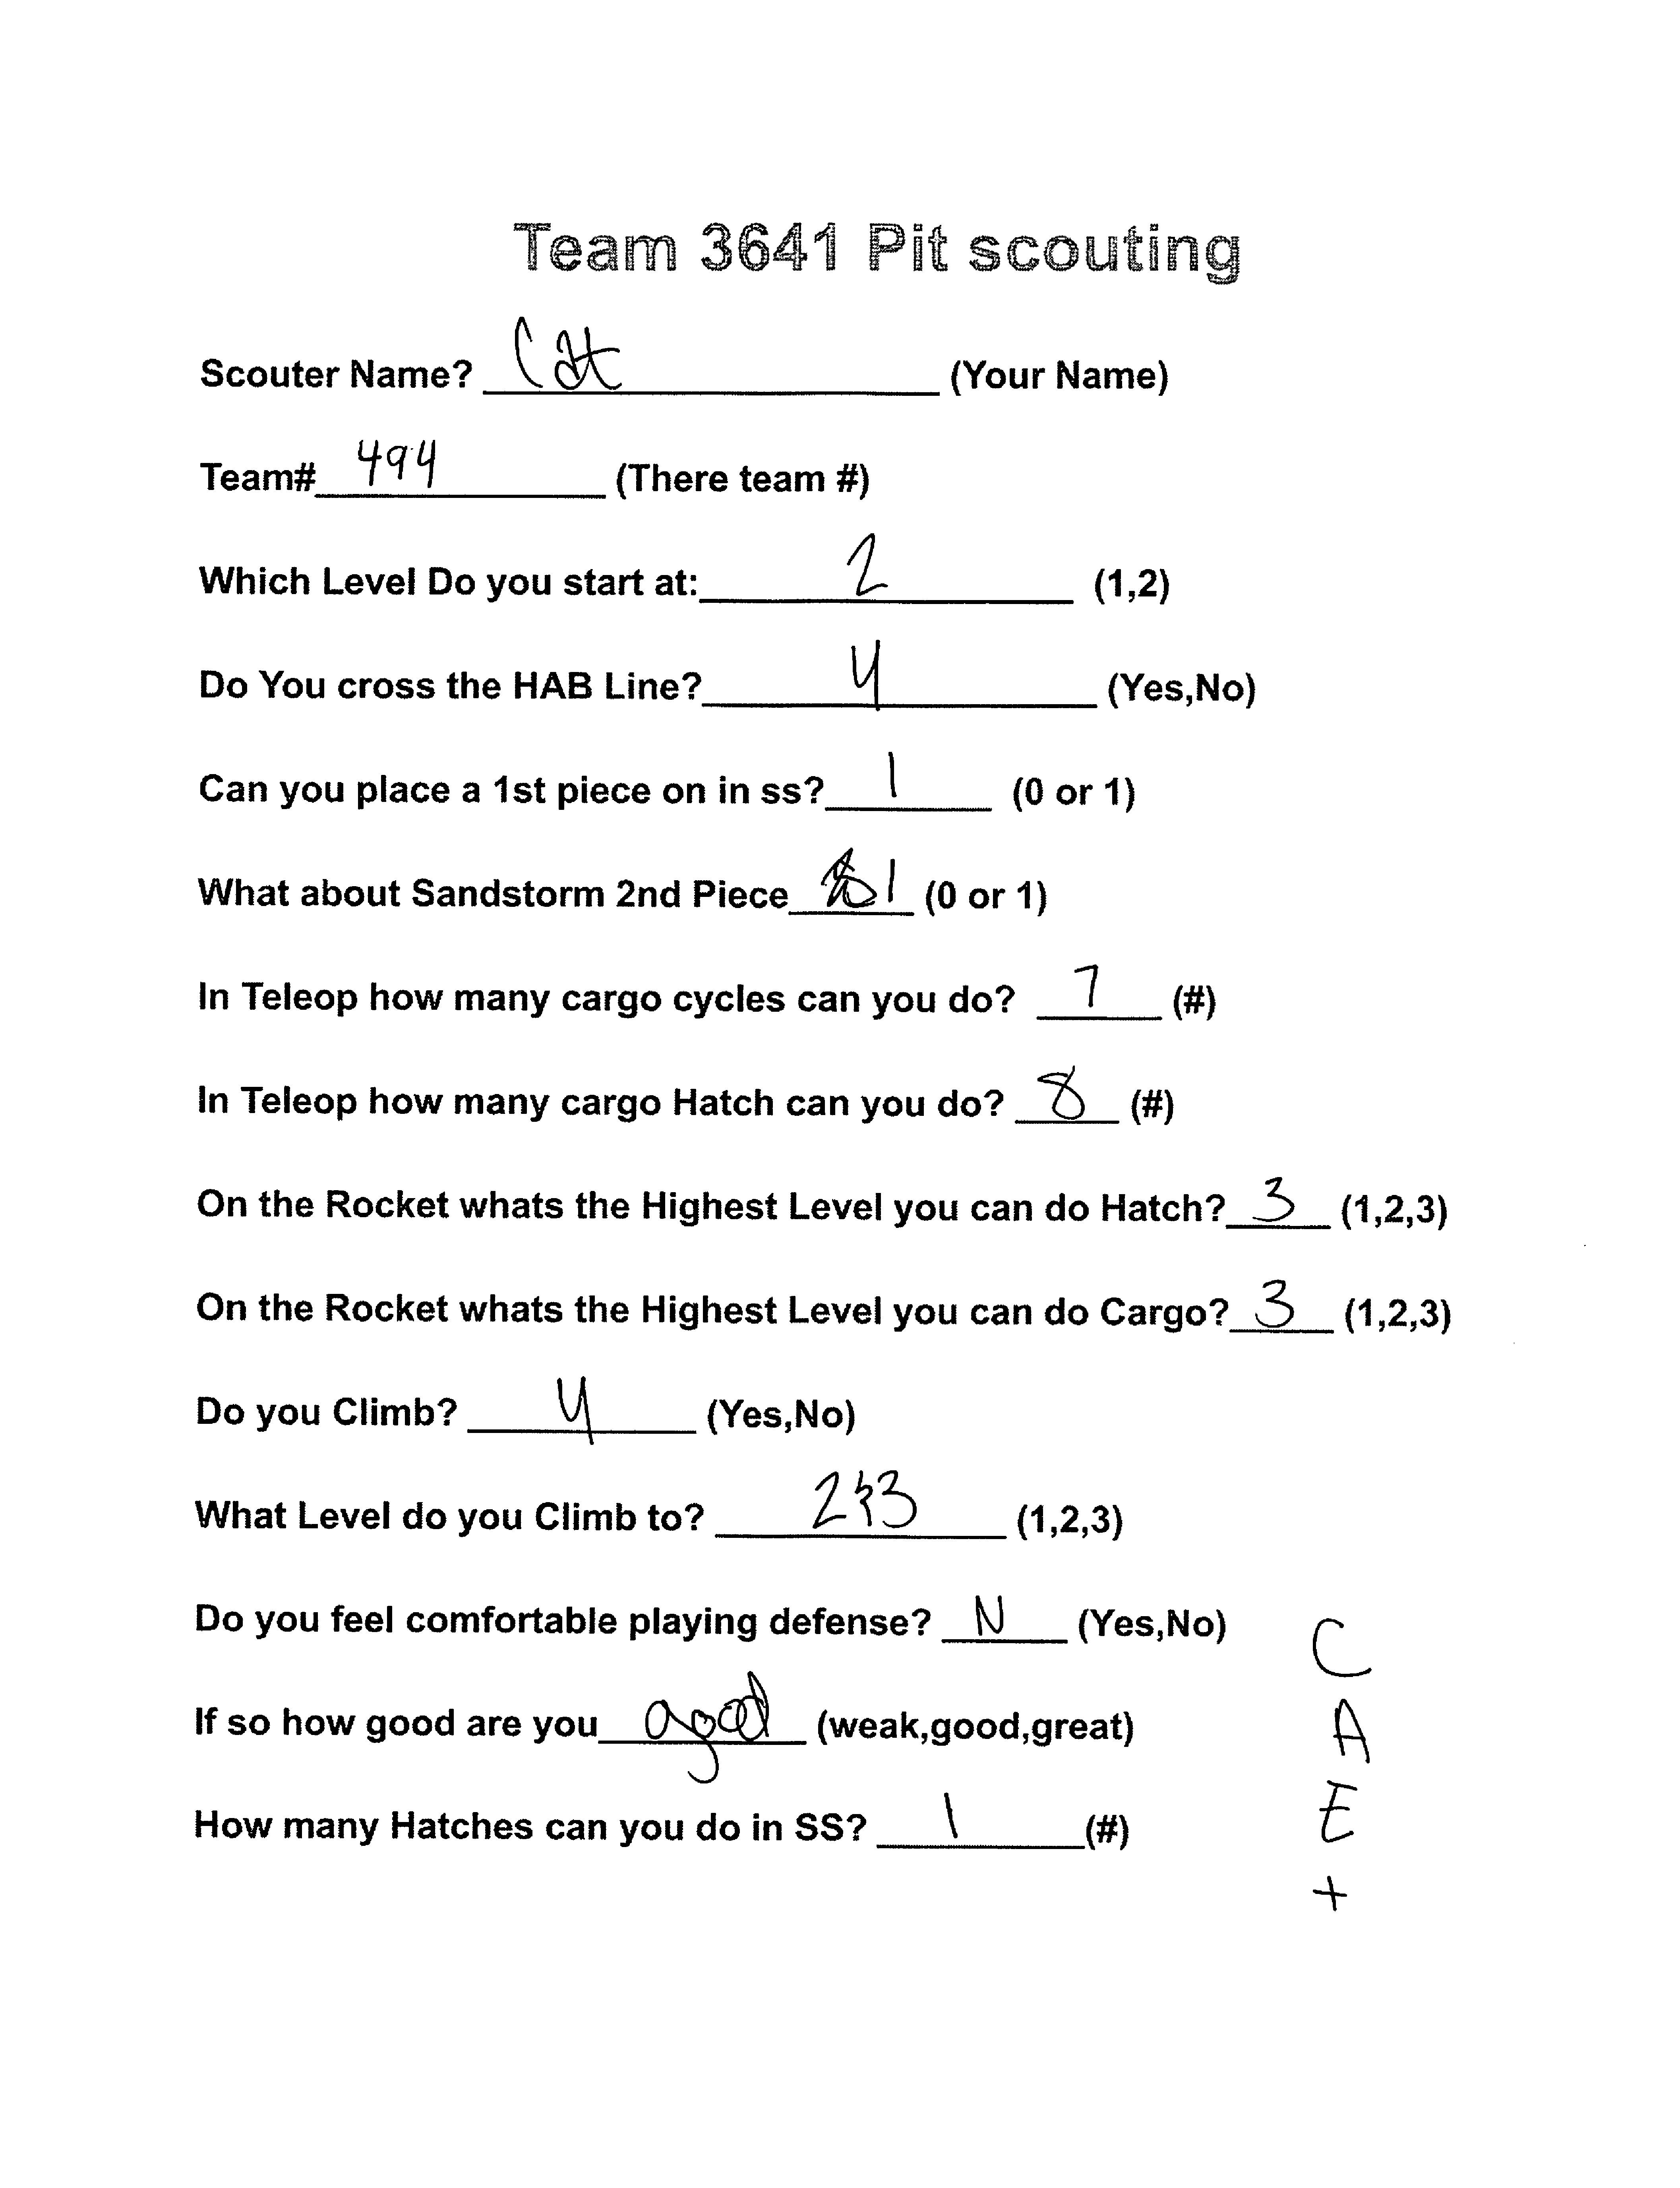 Team 3641 Pit scouting
Scouter Name? Cat (Your Name)
Team# 494 (There team #)
Which Level Do you start at: 2 (1,2)
Do You cross the HAB Line? y (Yes,No)
Can you place a 1st piece on in ss? 1 (0 or 1)
What about Sandstorm 2nd Piece 1 (0 or 1)
In Teleop how many cargo cycles can you do? 7 (#)
In Teleop how many cargo Hatch can you do? 8 (#)
On the Rocket whats the Highest Level you can do Hatch? 3 (1,2,3)
On the Rocket whats the Highest Level you can do Cargo? 3 (1,2,3)
Do you Climb? y (Yes,No)
What Level do you Climb to? 2&3 (1,2,3)
Do you feel comfortable playing defense? N (Yes,No)
If so how good are you good (weak,good,great)
How many Hatches can you do in SS? 1 (#)
C
A
E
+